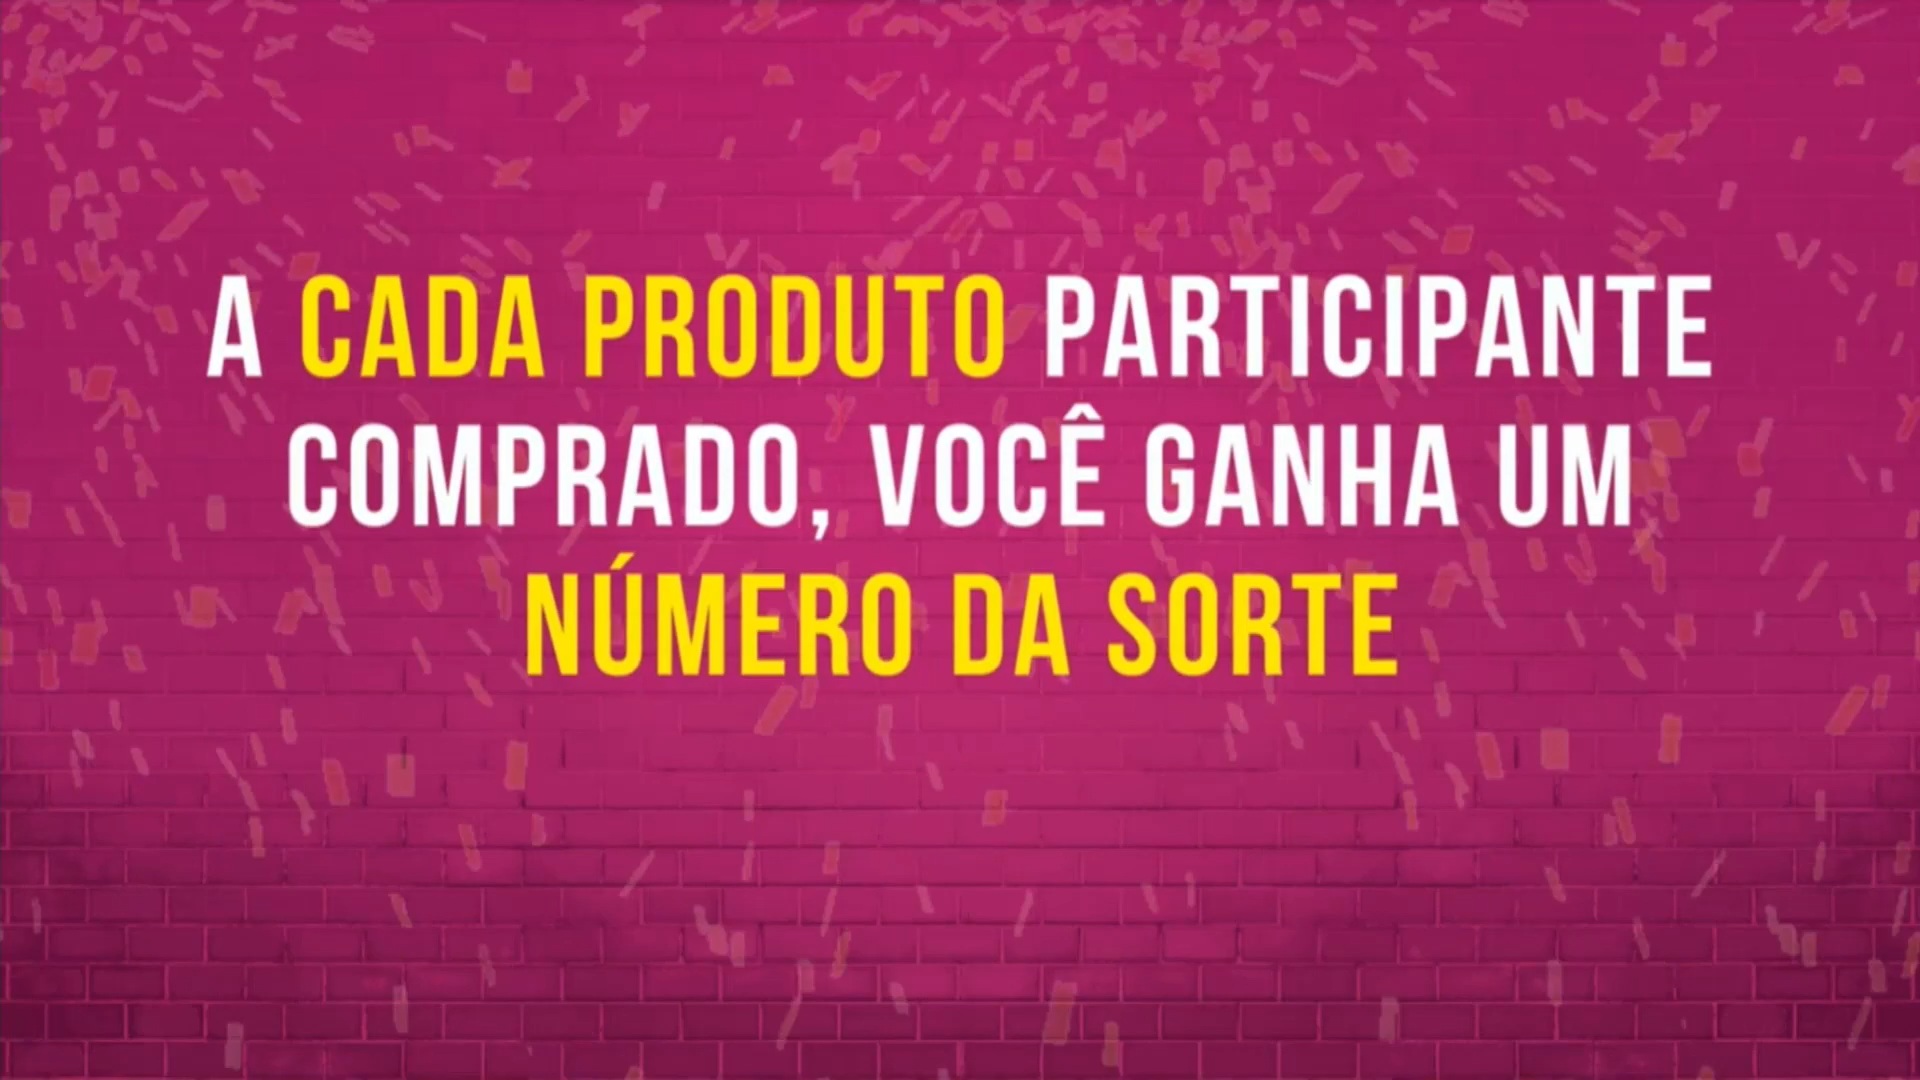 A CADA PRODUTO PARTICIPANTE
COMPRADO, VOCÊ GANHA UM
NÚMERO DA SORTE